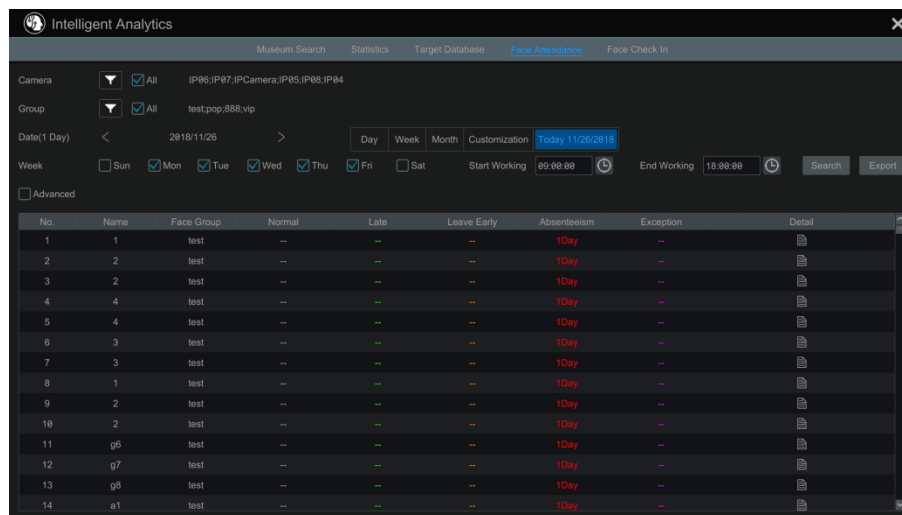 Intelligent Analytics
Museum Search Statistics Target Database Face Attendance Face Check In
Camera All IP06;IP07;IPCamera;IP05;IP08;IP04
Group All test;pop;888;vip
Date(1 Day) < 2018/11/26 > Day Week Month Customization Today 11/26/2018
Week Sun Mon Tue Wed Thu Fri Sat Start Working 09:00:00 End Working 18:00:00 Search Export
Advanced
No. Name Face Group Normal Late Leave Early Absenteeism Exception Detail
1 1 test -- -- -- 1Day --
2 2 test -- -- -- 1Day --
3 2 test -- -- -- 1Day --
4 4 test -- -- -- 1Day --
5 4 test -- -- -- 1Day --
6 3 test -- -- -- 1Day --
7 3 test -- -- -- 1Day --
8 1 test -- -- -- 1Day --
9 2 test -- -- -- 1Day --
10 2 test -- -- -- 1Day --
11 g6 test -- -- -- 1Day --
12 g7 test -- -- -- 1Day --
13 g8 test -- -- -- 1Day --
14 a1 test -- -- -- 1Day --